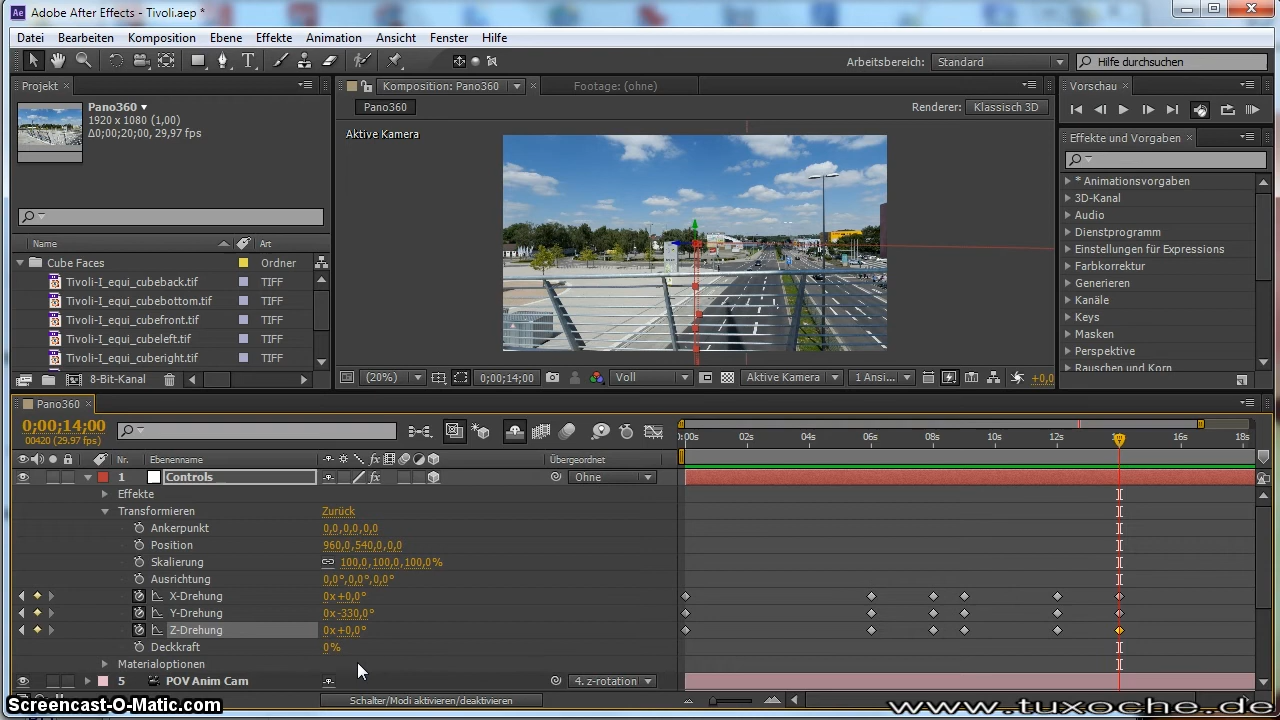 Ae Adobe After Effects - Tivoli.aep *
Datei Bearbeiten Komposition Ebene Effekte Animation Ansicht Fenster Hilfe
Arbeitsbereich: Standard Hilfe durchsuchen
Projekt
Pano360
1920 x 1080 (1,00)
Δ0;00;20;00, 29,97 fps
Name Art
Cube Faces Ordner
Tivoli-I_equi_cubeback.tif TIFF
Tivoli-I_equi_cubebottom.tif TIFF
Tivoli-I_equi_cubefront.tif TIFF
Tivoli-I_equi_cubeleft.tif TIFF
Tivoli-I_equi_cuberight.tif TIFF
8-Bit-Kanal
Komposition: Pano360 Footage: (ohne)
Pano360 Renderer: Klassisch 3D
Aktive Kamera
(20%) 0;00;14;00 Voll Aktive Kamera 1 Ansi... +0,0
Vorschau
Effekte und Vorgaben
* Animationsvorgaben
3D-Kanal
Audio
Dienstprogramm
Einstellungen für Expressions
Farbkorrektur
Generieren
Kanäle
Keys
Masken
Perspektive
Rauschen und Korn
Pano360
0;00;14;00
00420 (29.97 fps)
0:00s 02s 04s 06s 08s 10s 12s 14s 16s 18s
Nr. Ebenenname fx Übergeordnet
1 Controls fx Ohne
Effekte
Transformieren Zurück
Ankerpunkt 0,0,0,0,0,0
Position 960,0,540,0,0,0
Skalierung 100,0,100,0,100,0%
Ausrichtung 0,0°,0,0°,0,0°
X-Drehung 0x+0,0°
Y-Drehung 0x-330,0°
Z-Drehung 0x+0,0°
Deckkraft 0%
Materialoptionen
5 POV Anim Cam 4. z-rotation
Schalter/Modi aktivieren/deaktivieren
Screencast-O-Matic.com
www.tuxoche.de